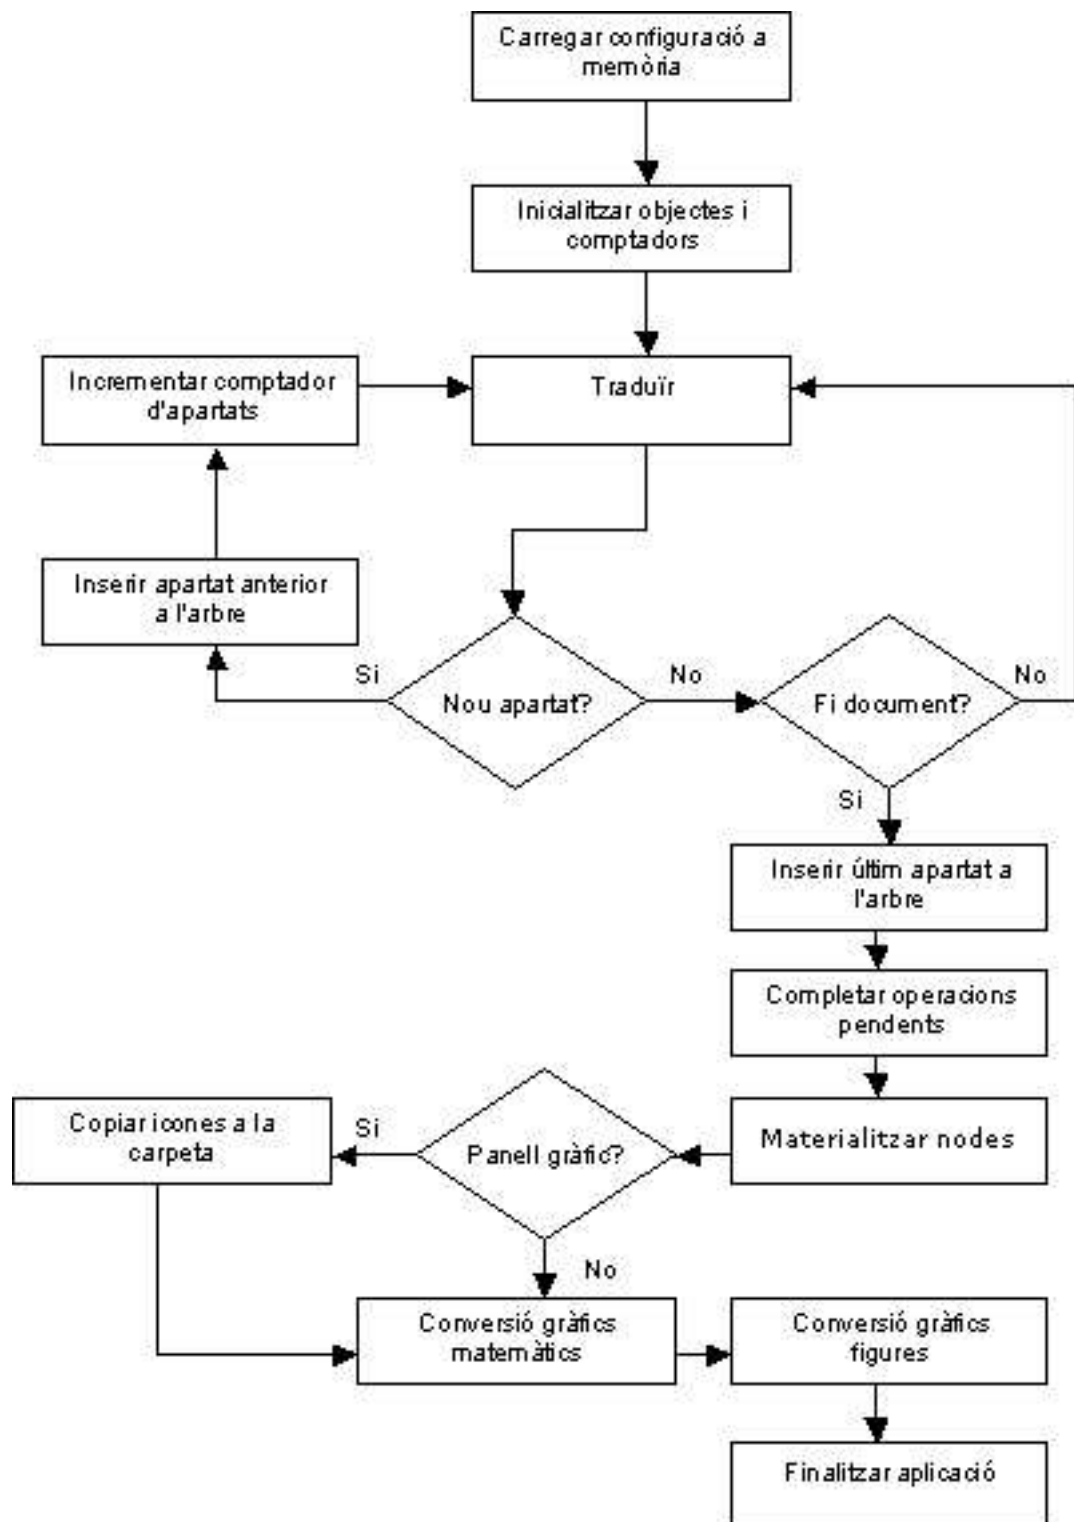 Carregar configuració a
memòria
Inicialitzar objectes i
comptadors
Incrementar comptador
d'apartats
Traduïr
Inserir apartat anterior
a l'arbre
Si
Nou apartat?
No
Fi document?
No
Si
Inserir últim apartat a
l'arbre
Completar operacions
pendents
Copiar icones a la
carpeta
Si
Panell gràfic?
Materialitzar nodes
No
Conversió gràfics
matemàtics
Conversió gràfics
figures
Finalitzar aplicació